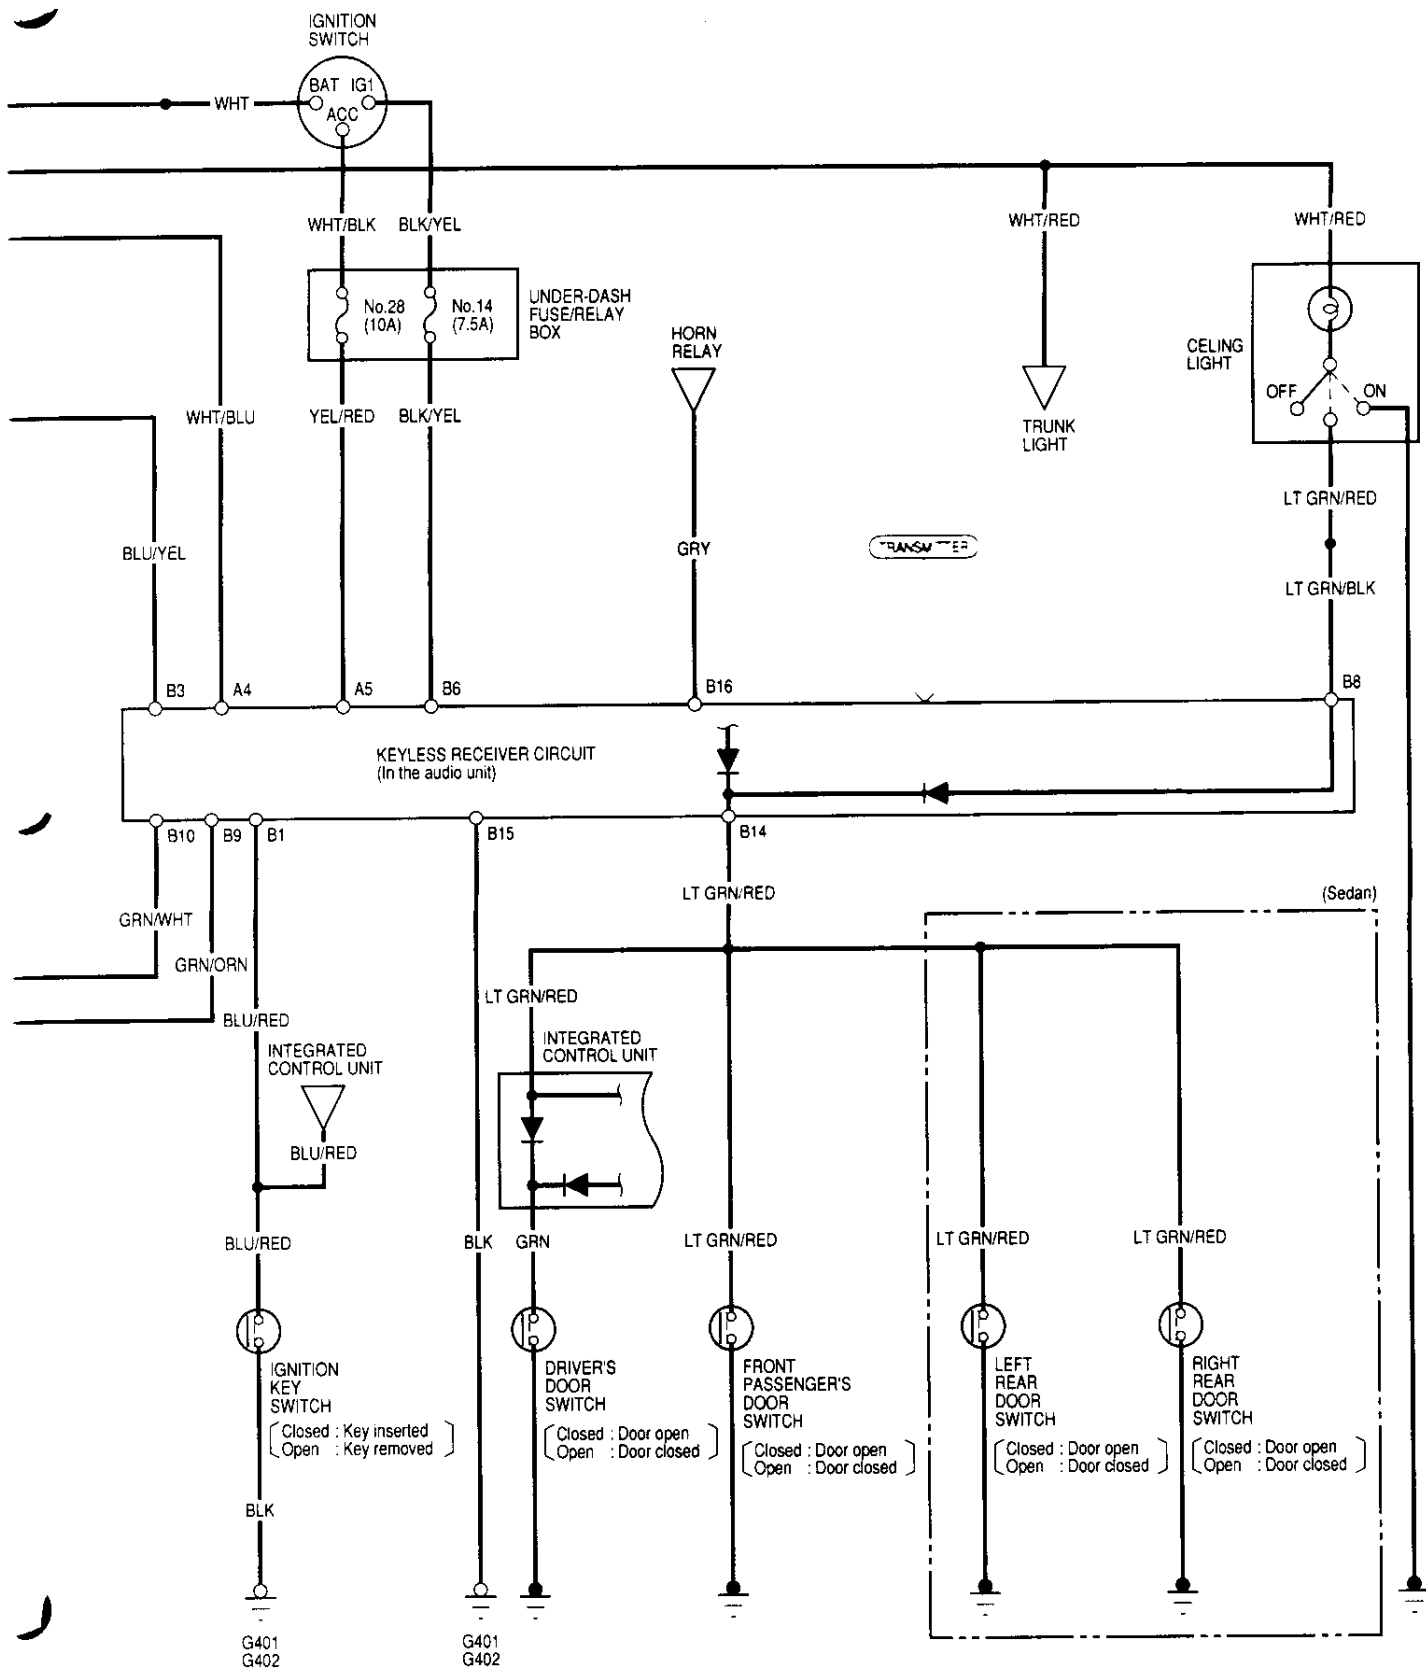 IGNITION
SWITCH
BAT IG1
ACC
WHT
WHT/BLK
BLK/YEL
WHT/RED
WHT/RED
No.28
(10A)
No.14
(7.5A)
UNDER-DASH
FUSE/RELAY
BOX
HORN
RELAY
CELING
LIGHT
OFF
ON
WHT/BLU
YEL/RED
BLK/YEL
TRUNK
LIGHT
LT GRN/RED
BLU/YEL
GRY
TRANSMITTER
LT GRN/BLK
B3
A4
A5
B6
B16
B8
KEYLESS RECEIVER CIRCUIT
(In the audio unit)
B10
B9
B1
B15
B14
LT GRN/RED
(Sedan)
GRN/WHT
GRN/ORN
LT GRN/RED
BLU/RED
INTEGRATED
CONTROL UNIT
INTEGRATED
CONTROL UNIT
BLU/RED
BLU/RED
BLK
GRN
LT GRN/RED
LT GRN/RED
LT GRN/RED
IGNITION
KEY
SWITCH
Closed : Key inserted
Open : Key removed
DRIVER'S
DOOR
SWITCH
Closed : Door open
Open : Door closed
FRONT
PASSENGER'S
DOOR
SWITCH
Closed : Door open
Open : Door closed
LEFT
REAR
DOOR
SWITCH
Closed : Door open
Open : Door closed
RIGHT
REAR
DOOR
SWITCH
Closed : Door open
Open : Door closed
BLK
G401
G402
G401
G402